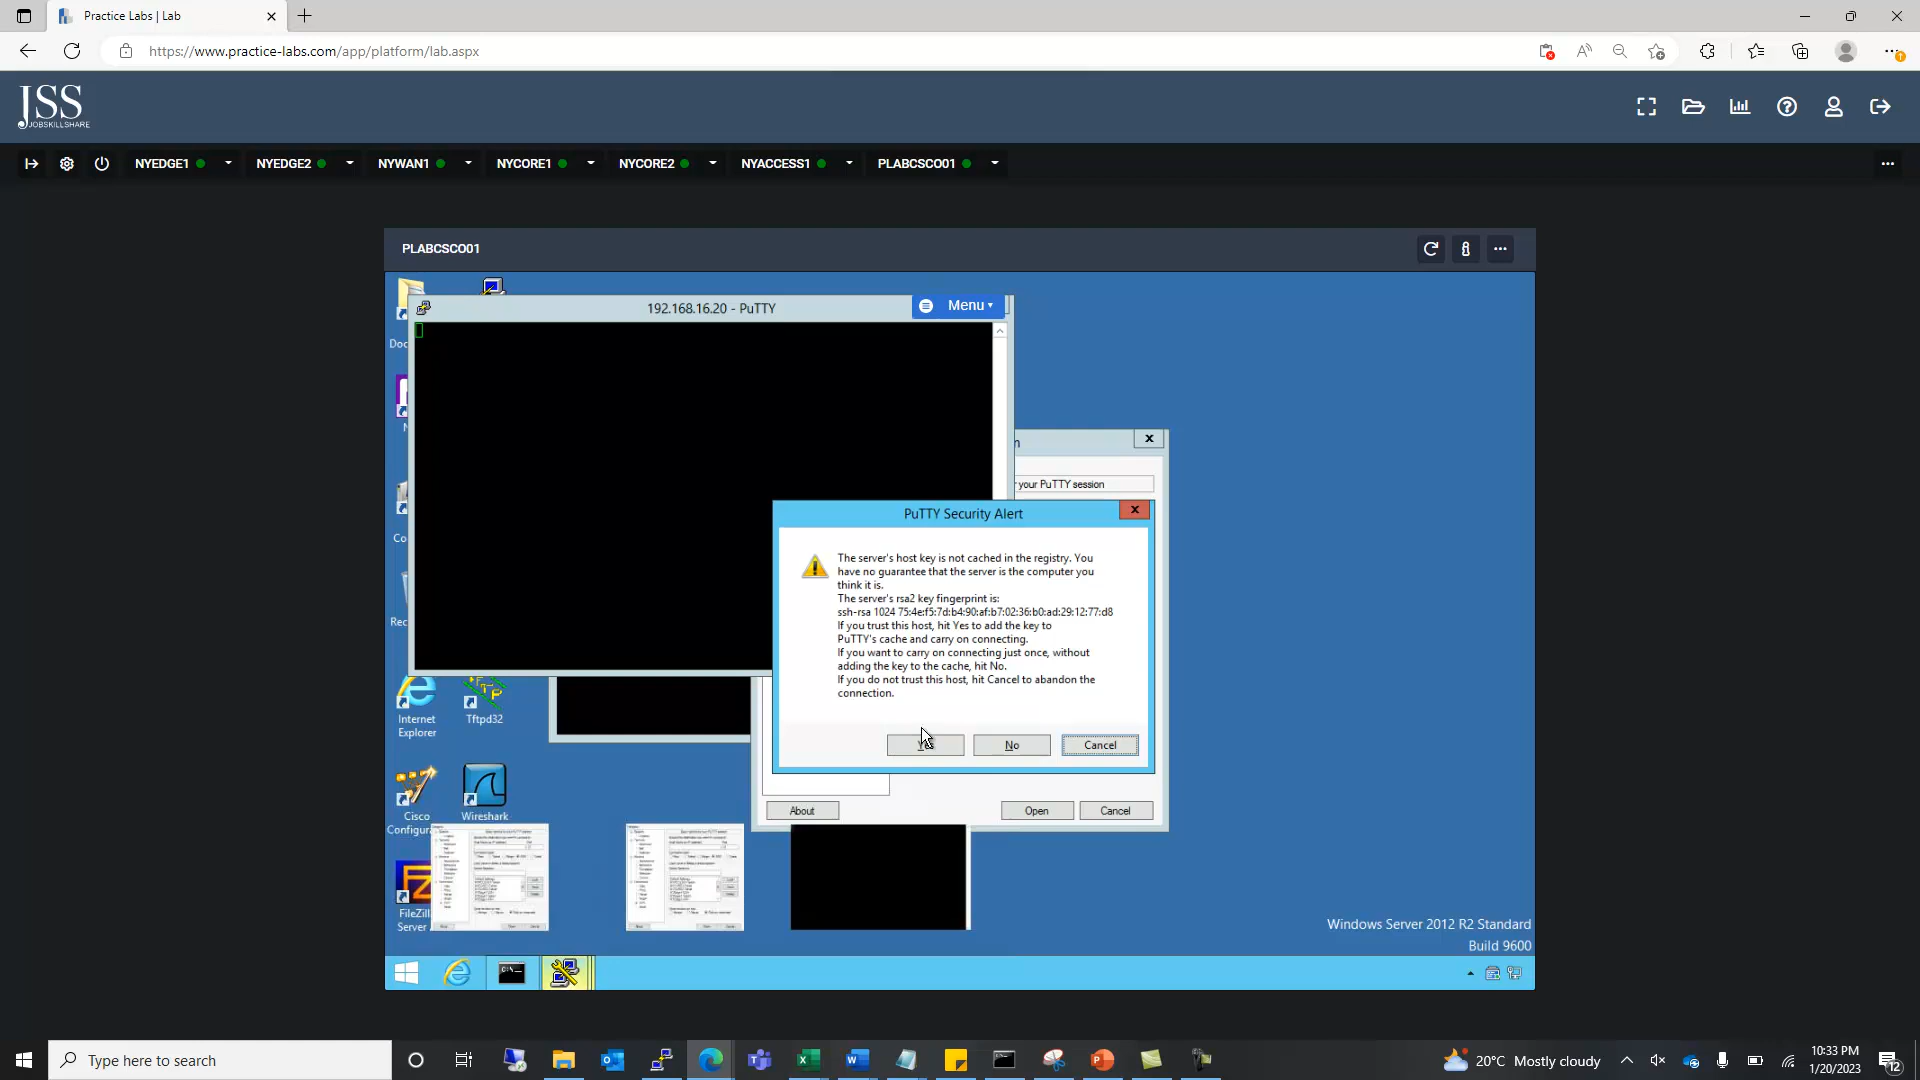 Practice Labs | Lab
https://www.practice-labs.com/app/platform/lab.aspx
JSS
JOBSKILLSHARE
NYEDGE1
NYEDGE2
NYWAN1
NYCORE1
NYCORE2
NYACCESS1
PLABCSCO01
PLABCSCO01
192.168.16.20 - PuTTY
Menu
your PuTTY session
PuTTY Security Alert
The server's host key is not cached in the registry. You
have no guarantee that the server is the computer you
think it is.
The server's rsa2 key fingerprint is:
ssh-rsa 1024 75:4e:f5:7d:b4:90:af:b7:02:36:b0:ad:29:12:77:d8
If you trust this host, hit Yes to add the key to
PuTTY's cache and carry on connecting.
If you want to carry on connecting just once, without
adding the key to the cache, hit No.
If you do not trust this host, hit Cancel to abandon the
connection.
Yes
No
Cancel
About
Open
Cancel
Internet
Explorer
Tftpd32
Cisco
Configura
Wireshark
FileZill
Server
Windows Server 2012 R2 Standard
Build 9600
Type here to search
20°C Mostly cloudy
10:33 PM
1/20/2023
12